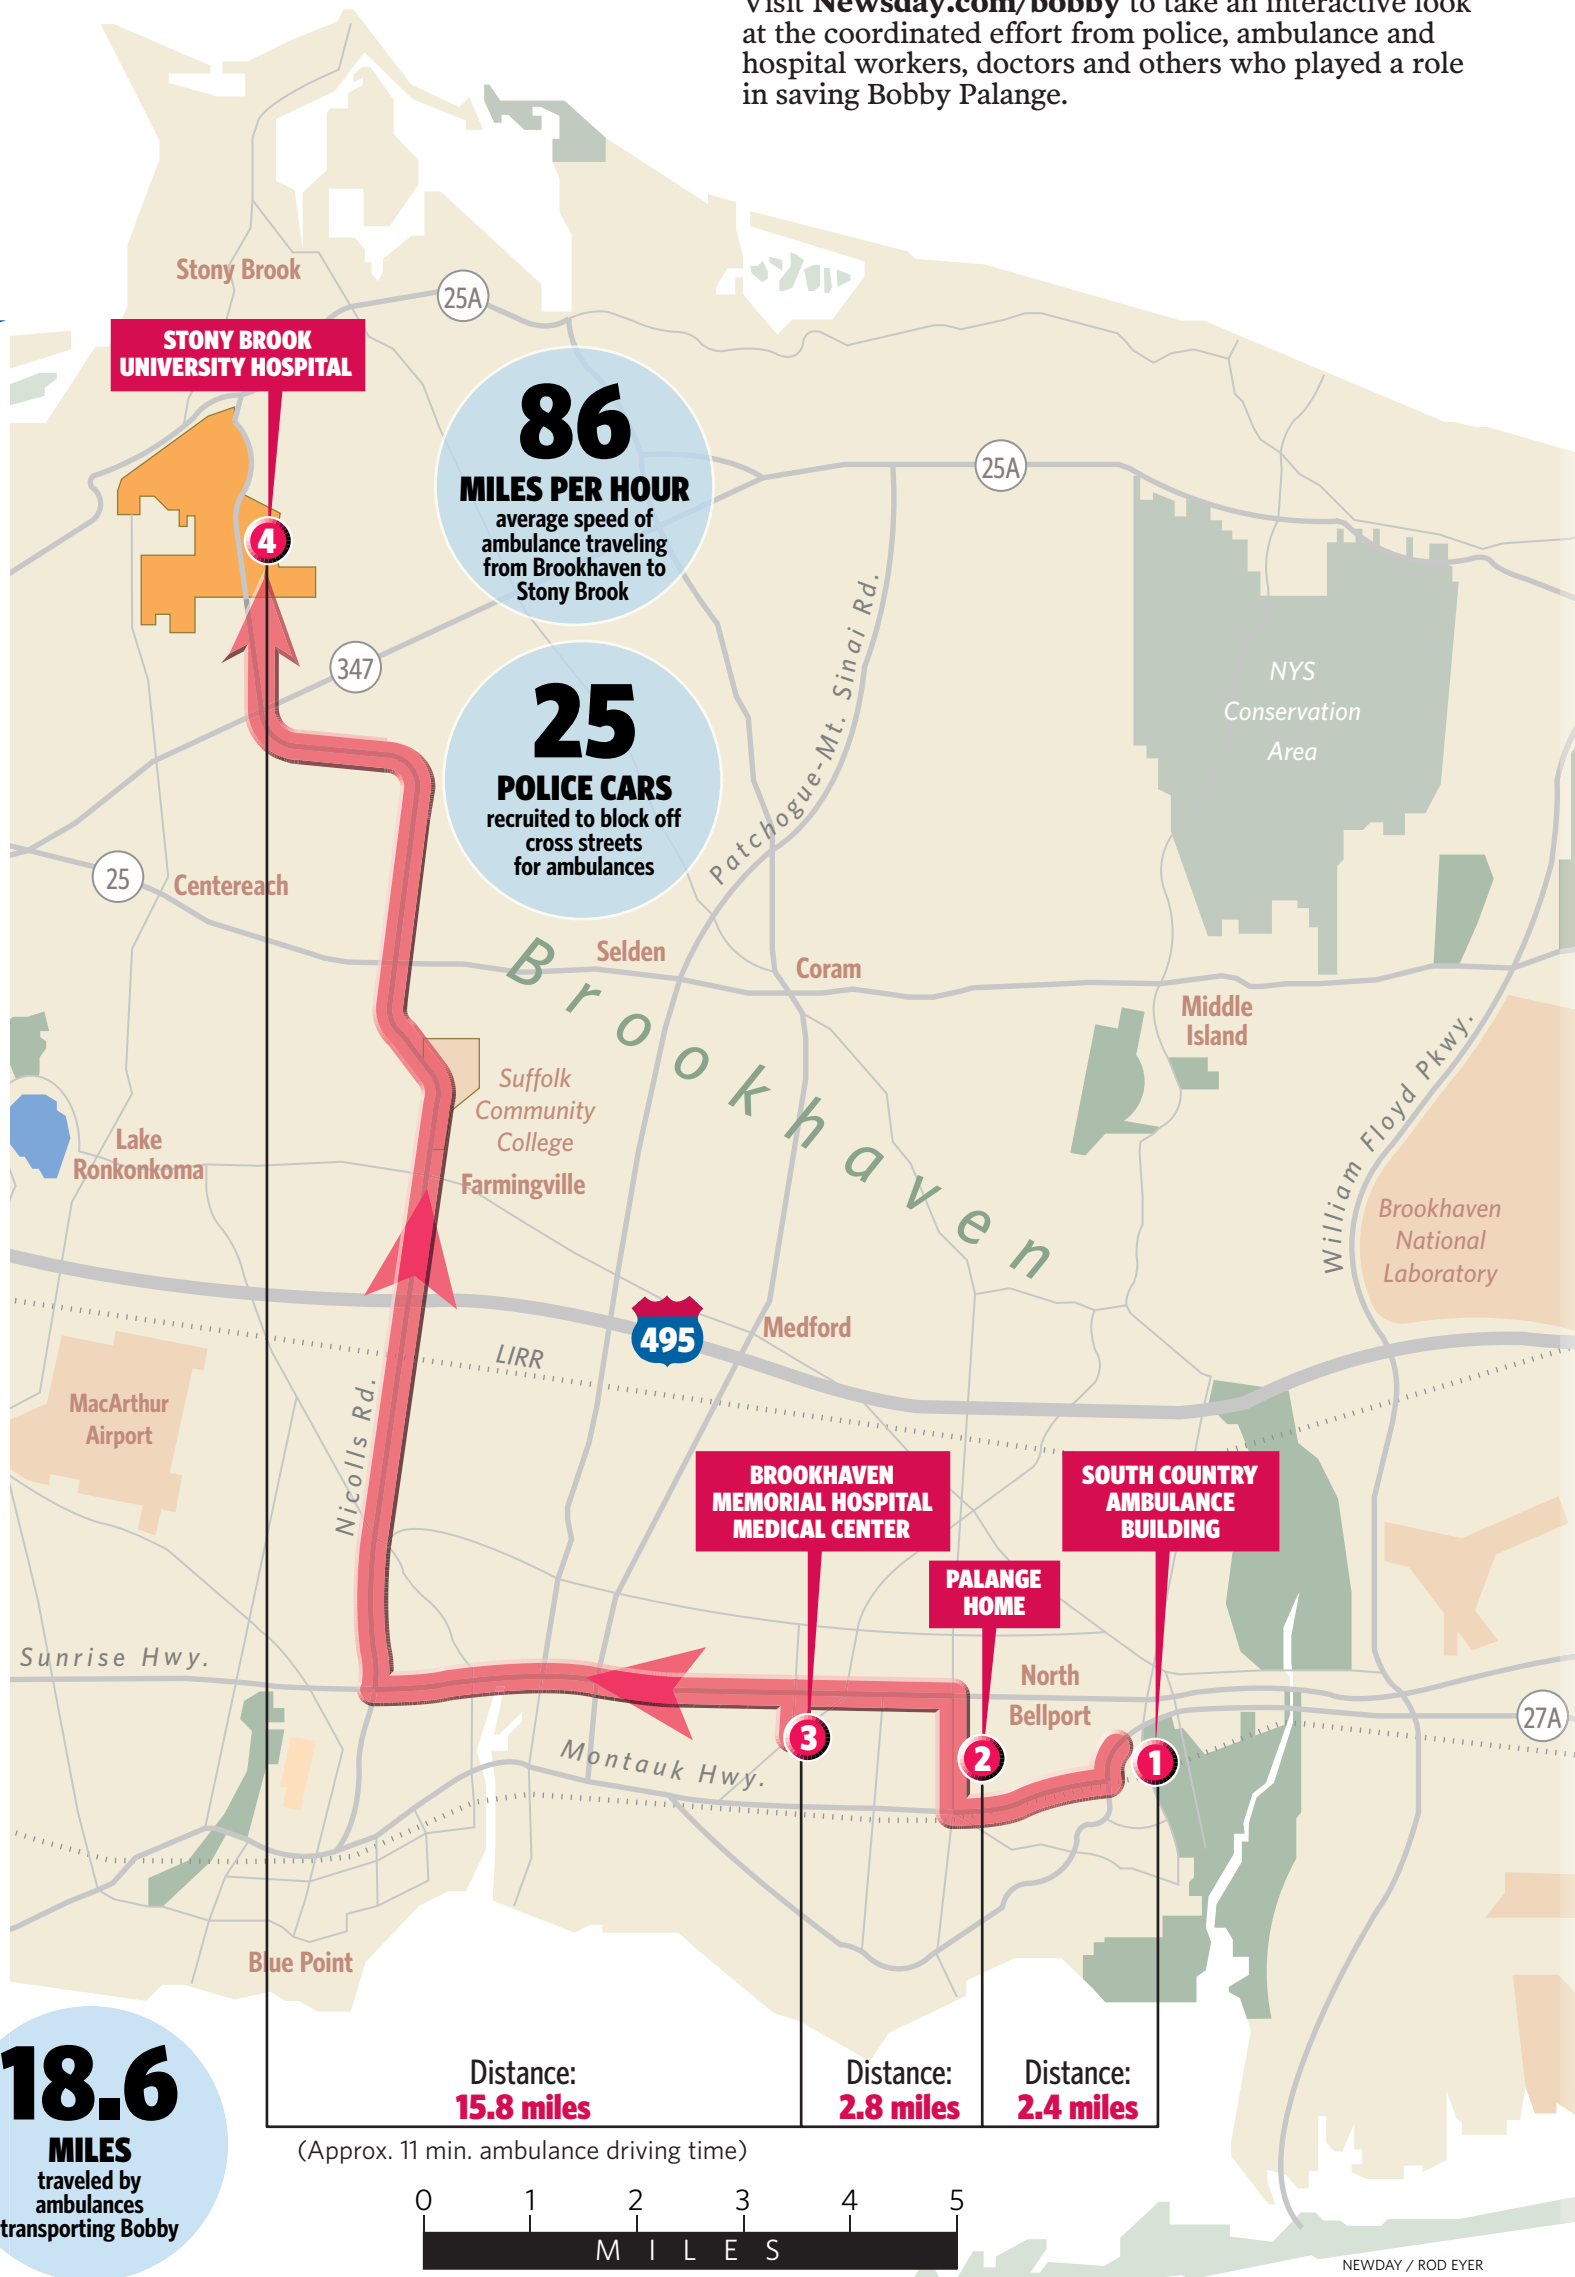 Visit Newsday.com/bobby to take an interactive look
at the coordinated effort from police, ambulance and
hospital workers, doctors and others who played a role
in saving Bobby Palange.
Stony Brook
25A
STONY BROOK
UNIVERSITY HOSPITAL
86
MILES PER HOUR
average speed of
ambulance traveling
from Brookhaven to
Stony Brook
25A
4
347
25
POLICE CARS
recruited to block off
cross streets
for ambulances
Patchogue-Mt. Sinai Rd.
NYS
Conservation
Area
25
Centereach
Selden
Coram
Brookhaven
Middle
Island
William Floyd Pkwy.
Suffolk
Community
College
Lake
Ronkonkoma
Farmingville
Brookhaven
National
Laboratory
495
Medford
LIRR
MacArthur
Airport
Nicolls Rd.
BROOKHAVEN
MEMORIAL HOSPITAL
MEDICAL CENTER
SOUTH COUNTRY
AMBULANCE
BUILDING
PALANGE
HOME
Sunrise Hwy.
North
Bellport
27A
3
2
1
Montauk Hwy.
Blue Point
18.6
MILES
traveled by
ambulances
transporting Bobby
Distance:
15.8 miles
Distance:
2.8 miles
Distance:
2.4 miles
(Approx. 11 min. ambulance driving time)
0 1 2 3 4 5
MILES
NEWDAY / ROD EYER